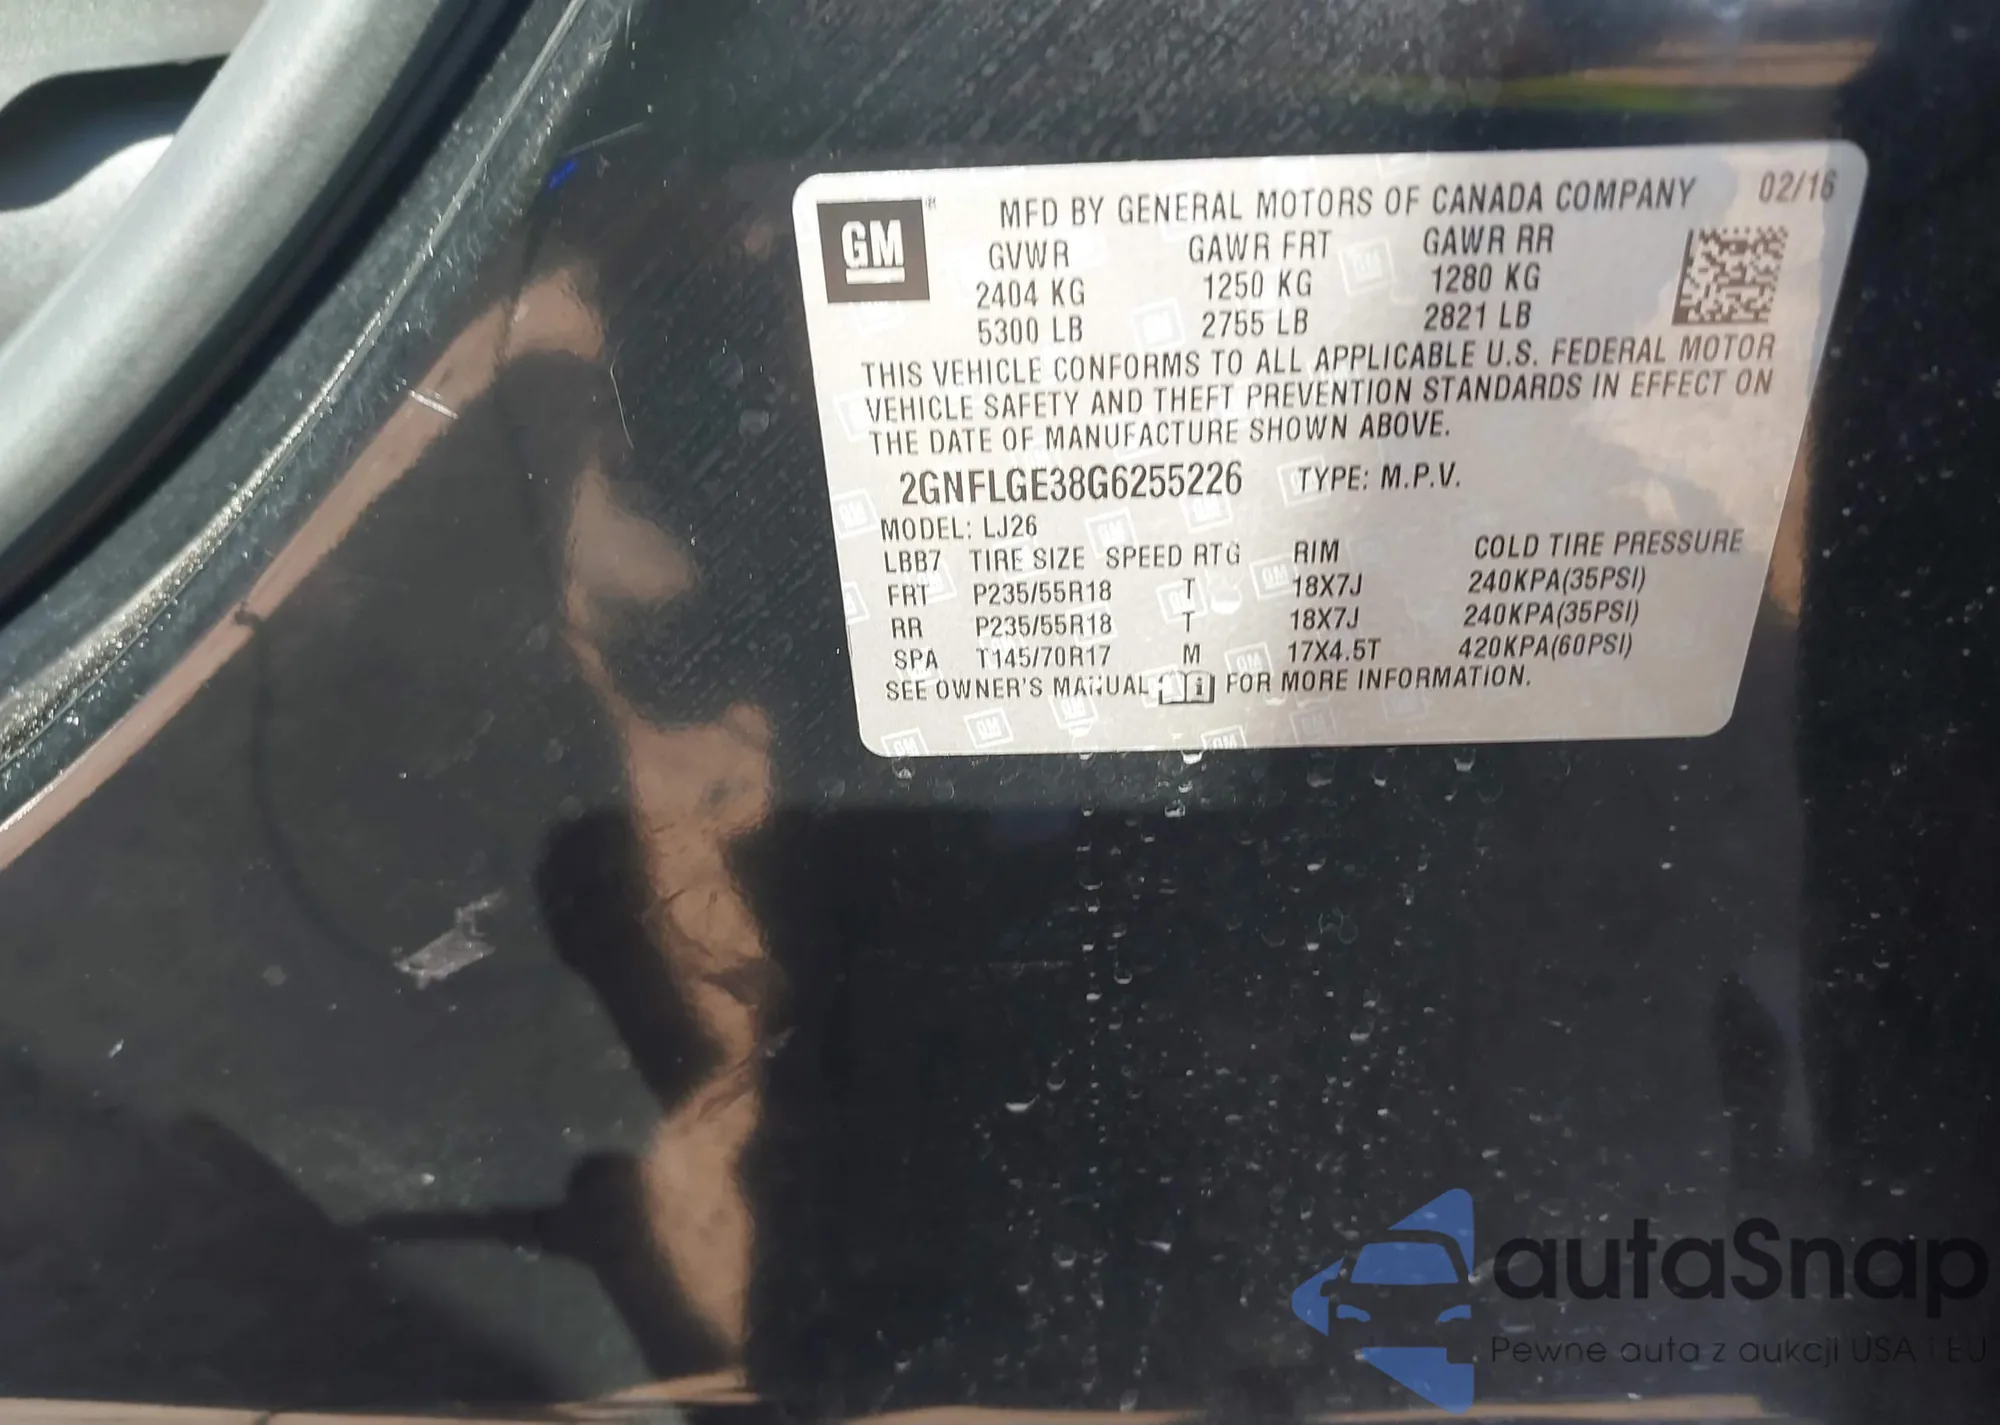 GM
MFD BY GENERAL MOTORS OF CANADA COMPANY 02/16
GVWR GAWR FRT GAWR RR
2404 KG 1250 KG 1280 KG
5300 LB 2755 LB 2821 LB
THIS VEHICLE CONFORMS TO ALL APPLICABLE U.S. FEDERAL MOTOR
VEHICLE SAFETY AND THEFT PREVENTION STANDARDS IN EFFECT ON
THE DATE OF MANUFACTURE SHOWN ABOVE.
2GNFLGE38G6255226 TYPE: M.P.V.
MODEL: LJ26
LBB7 TIRE SIZE SPEED RTG RIM COLD TIRE PRESSURE
FRT P235/55R18 T 18X7J 240KPA(35PSI)
RR P235/55R18 T 18X7J 240KPA(35PSI)
SPA T145/70R17 M 17X4.5T 420KPA(60PSI)
SEE OWNER'S MANUAL FOR MORE INFORMATION.
autaSnap
Pewne auta z aukcji USA i EU